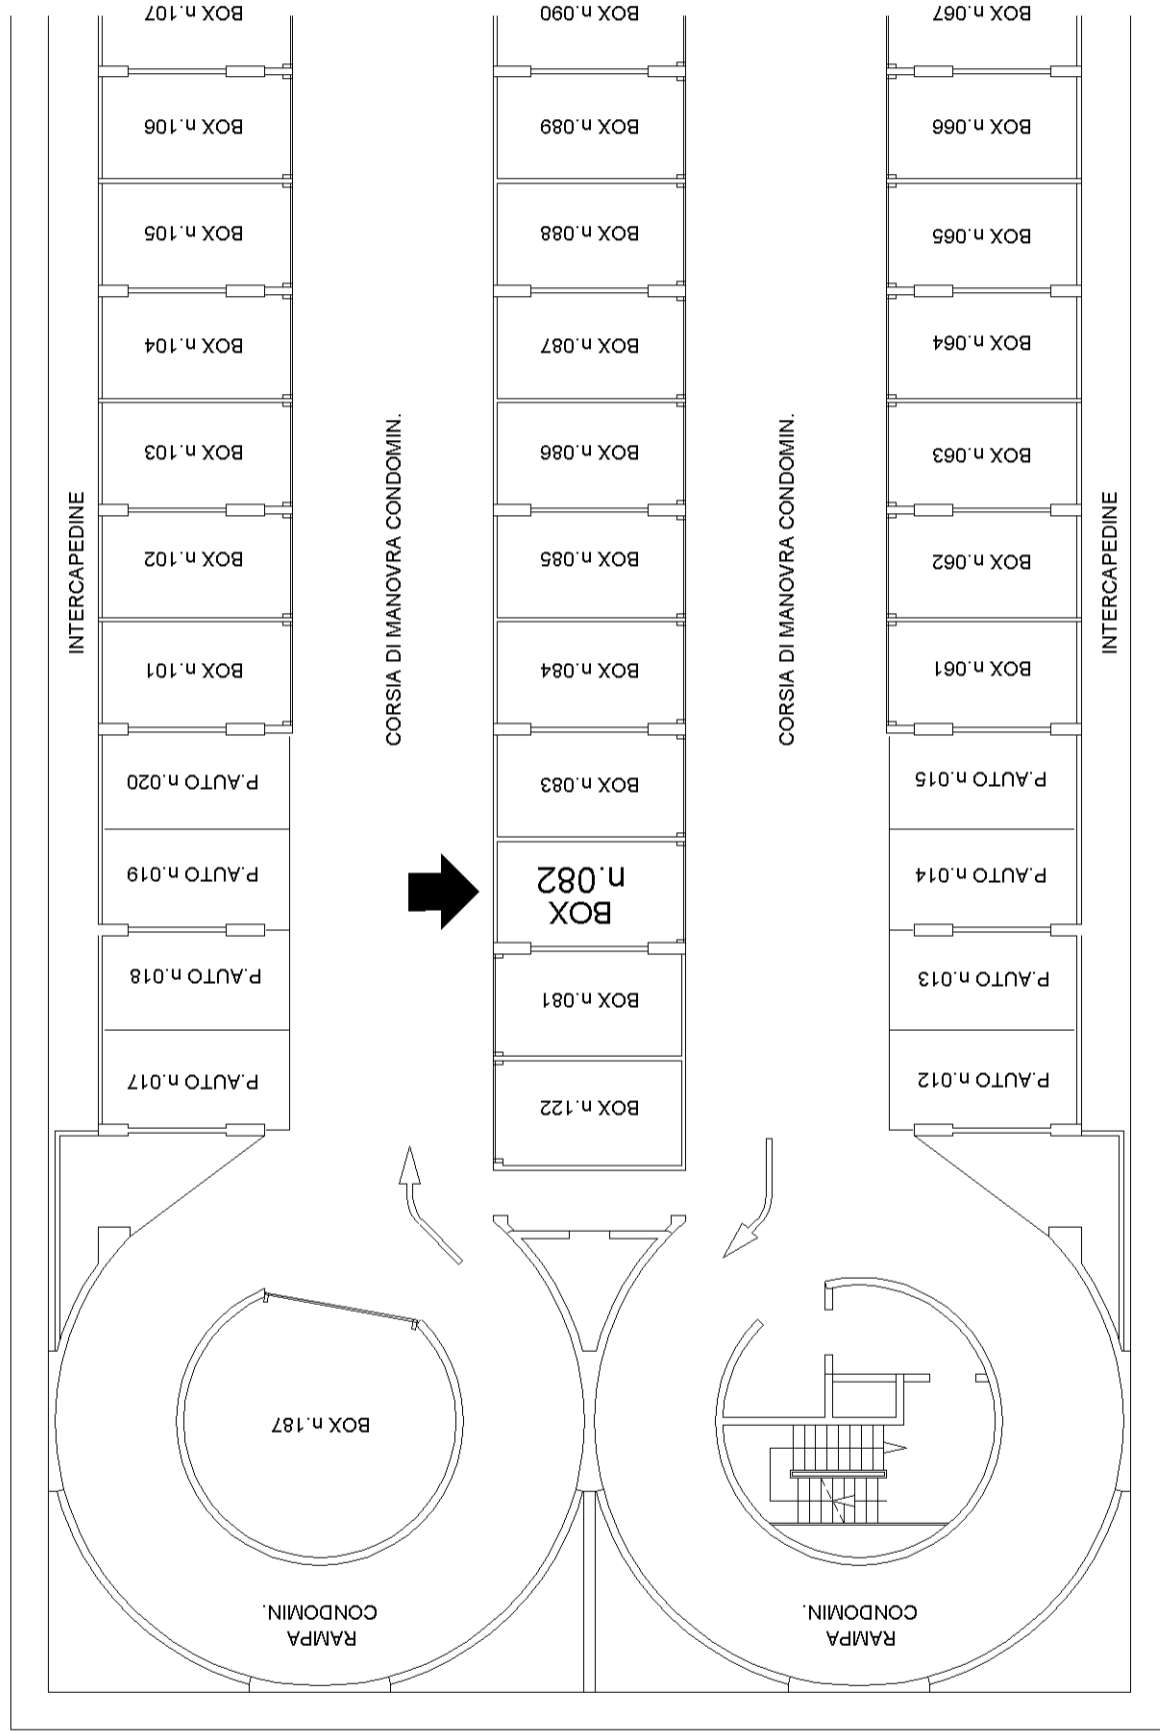 RAMPA
CONDOMIN.
RAMPA
CONDOMIN.
BOX n.187
P.AUTO n.012
P.AUTO n.013
P.AUTO n.014
P.AUTO n.015
BOX n.061
BOX n.062
BOX n.063
BOX n.064
BOX n.065
BOX n.066
BOX n.067
INTERCAPEDINE
CORSIA DI MANOVRA CONDOMIN.
BOX n.122
BOX n.081
BOX
n.082
BOX n.083
BOX n.084
BOX n.085
BOX n.086
BOX n.087
BOX n.088
BOX n.089
BOX n.090
CORSIA DI MANOVRA CONDOMIN.
P.AUTO n.017
P.AUTO n.018
P.AUTO n.019
P.AUTO n.020
BOX n.101
BOX n.102
BOX n.103
BOX n.104
BOX n.105
BOX n.106
BOX n.107
INTERCAPEDINE